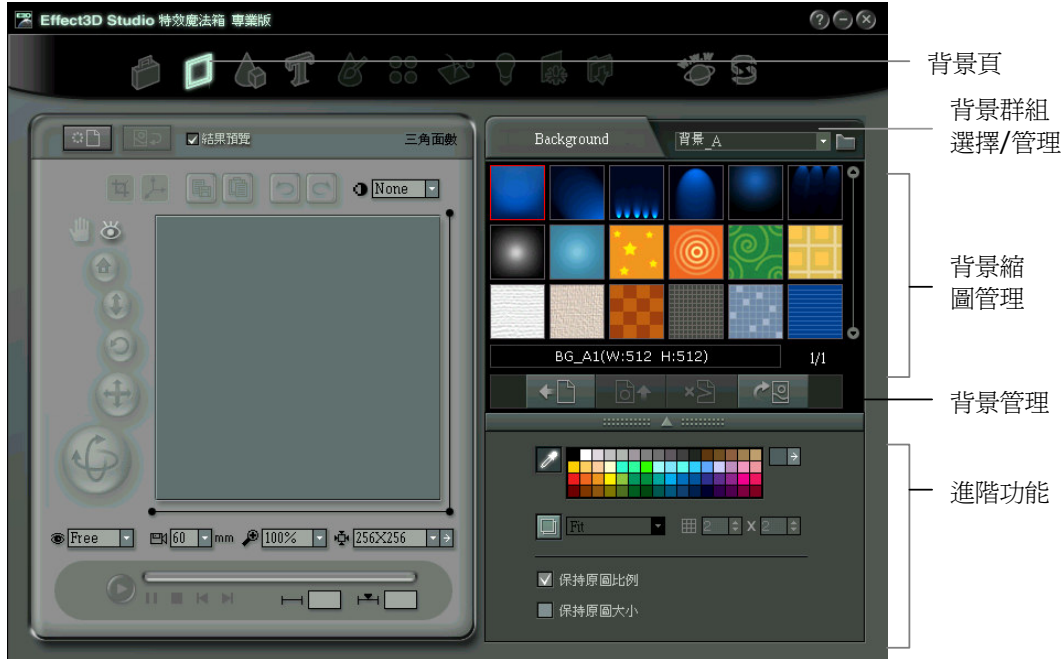 Effect3D Studio 特效魔法箱 專業版
W.W.W
背景頁
背景群組
選擇/管理
結果預覽
三角面數
Background
背景_A
None
背景縮
圖管理
BG_A1(W:512 H:512)
1/1
背景管理
進階功能
Fit
2 X 2
Free
60 mm
100%
256X256
保持原圖比例
保持原圖大小